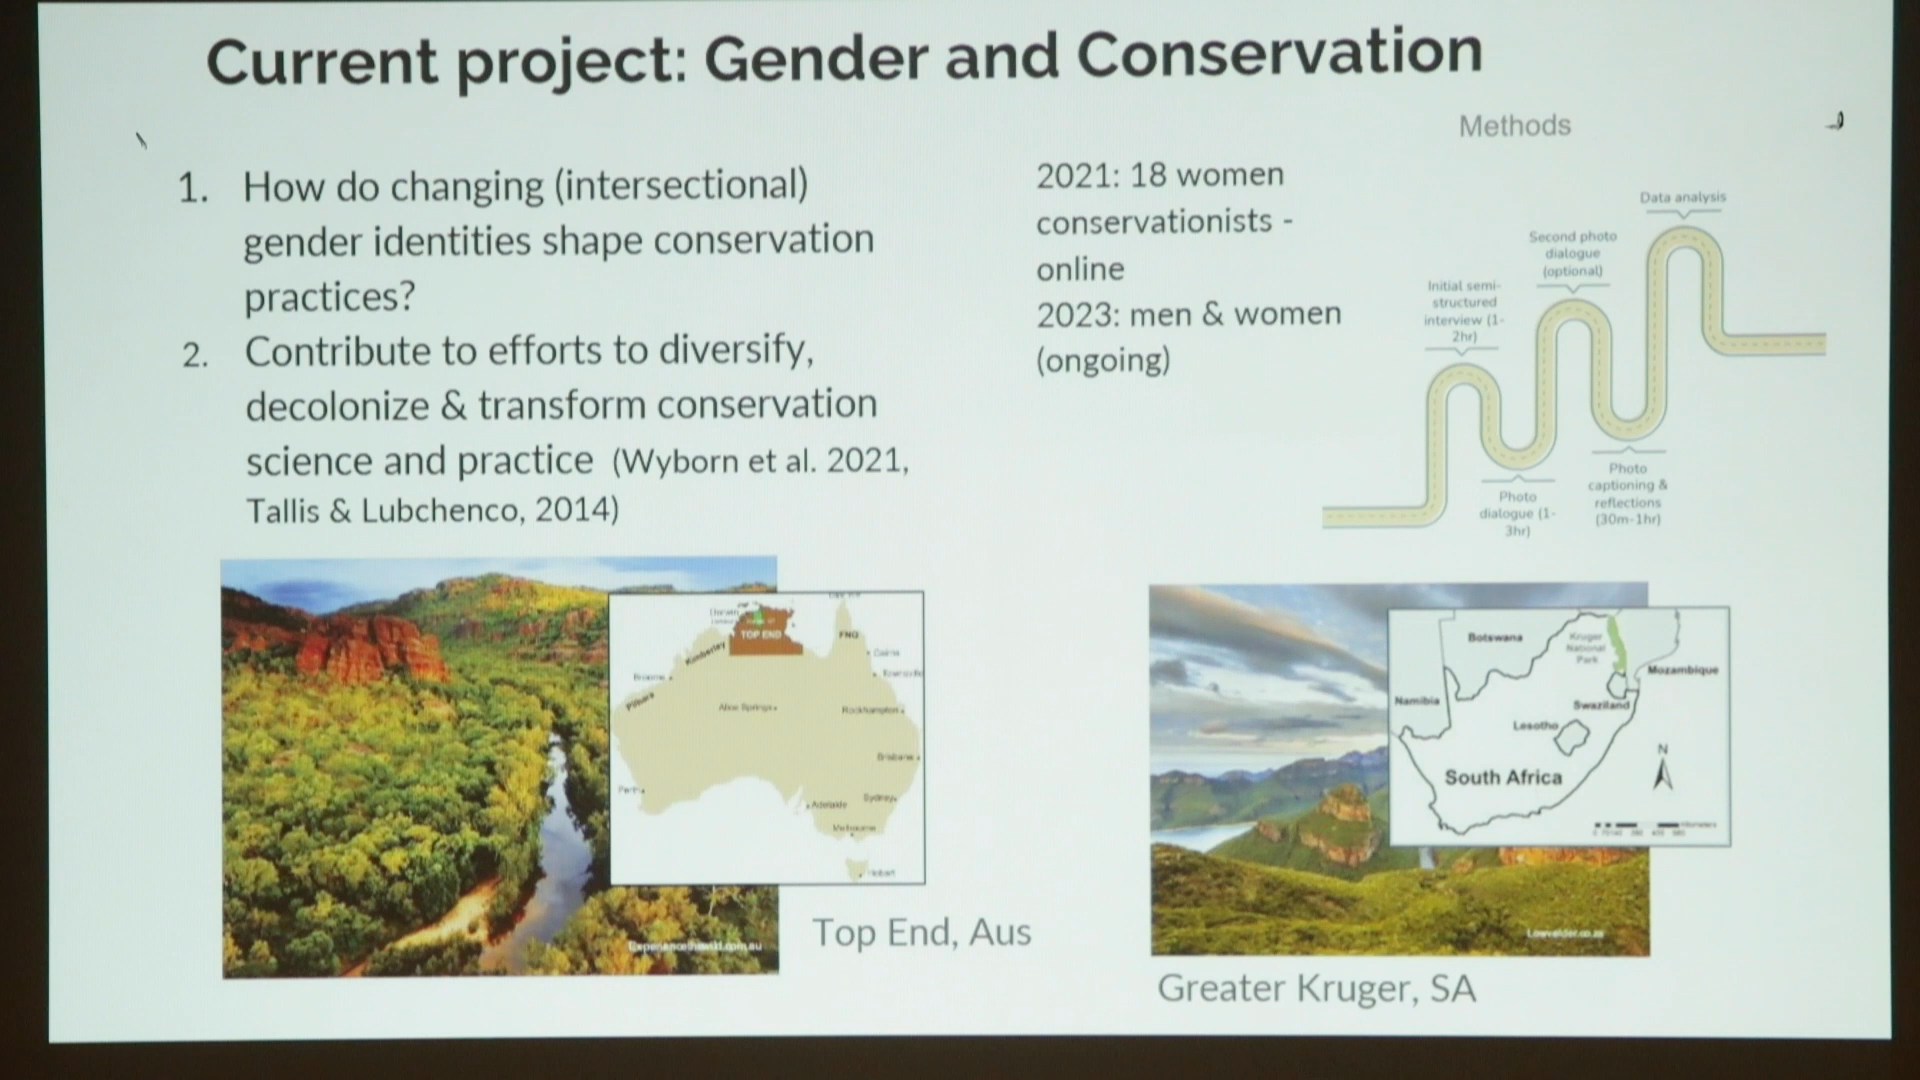 Current project: Gender and Conservation
1. How do changing (intersectional)
gender identities shape conservation
practices?
2. Contribute to efforts to diversify,
decolonize & transform conservation
science and practice (Wyborn et al. 2021,
Tallis & Lubchenco, 2014)
2021: 18 women
conservationists -
online
2023: men & women
(ongoing)
Methods
Initial semi-
structured
interview (1-
2hr)
Photo
dialogue (1-
3hr)
Second photo
dialogue
(optional)
Photo
captioning &
reflections
(30m-1hr)
Data analysis
Darwin
TOP END
FNQ
Kimberley
Cairns
Broome
Townsville
Pilbara
Alice Springs
Rockhampton
Brisbane
Perth
Adelaide
Sydney
Melbourne
Hobart
Top End, Aus
Botswana
Kruger
National
Park
Mozambique
Namibia
Swaziland
Lesotho
N
South Africa
Lowvelder.co.za
Greater Kruger, SA